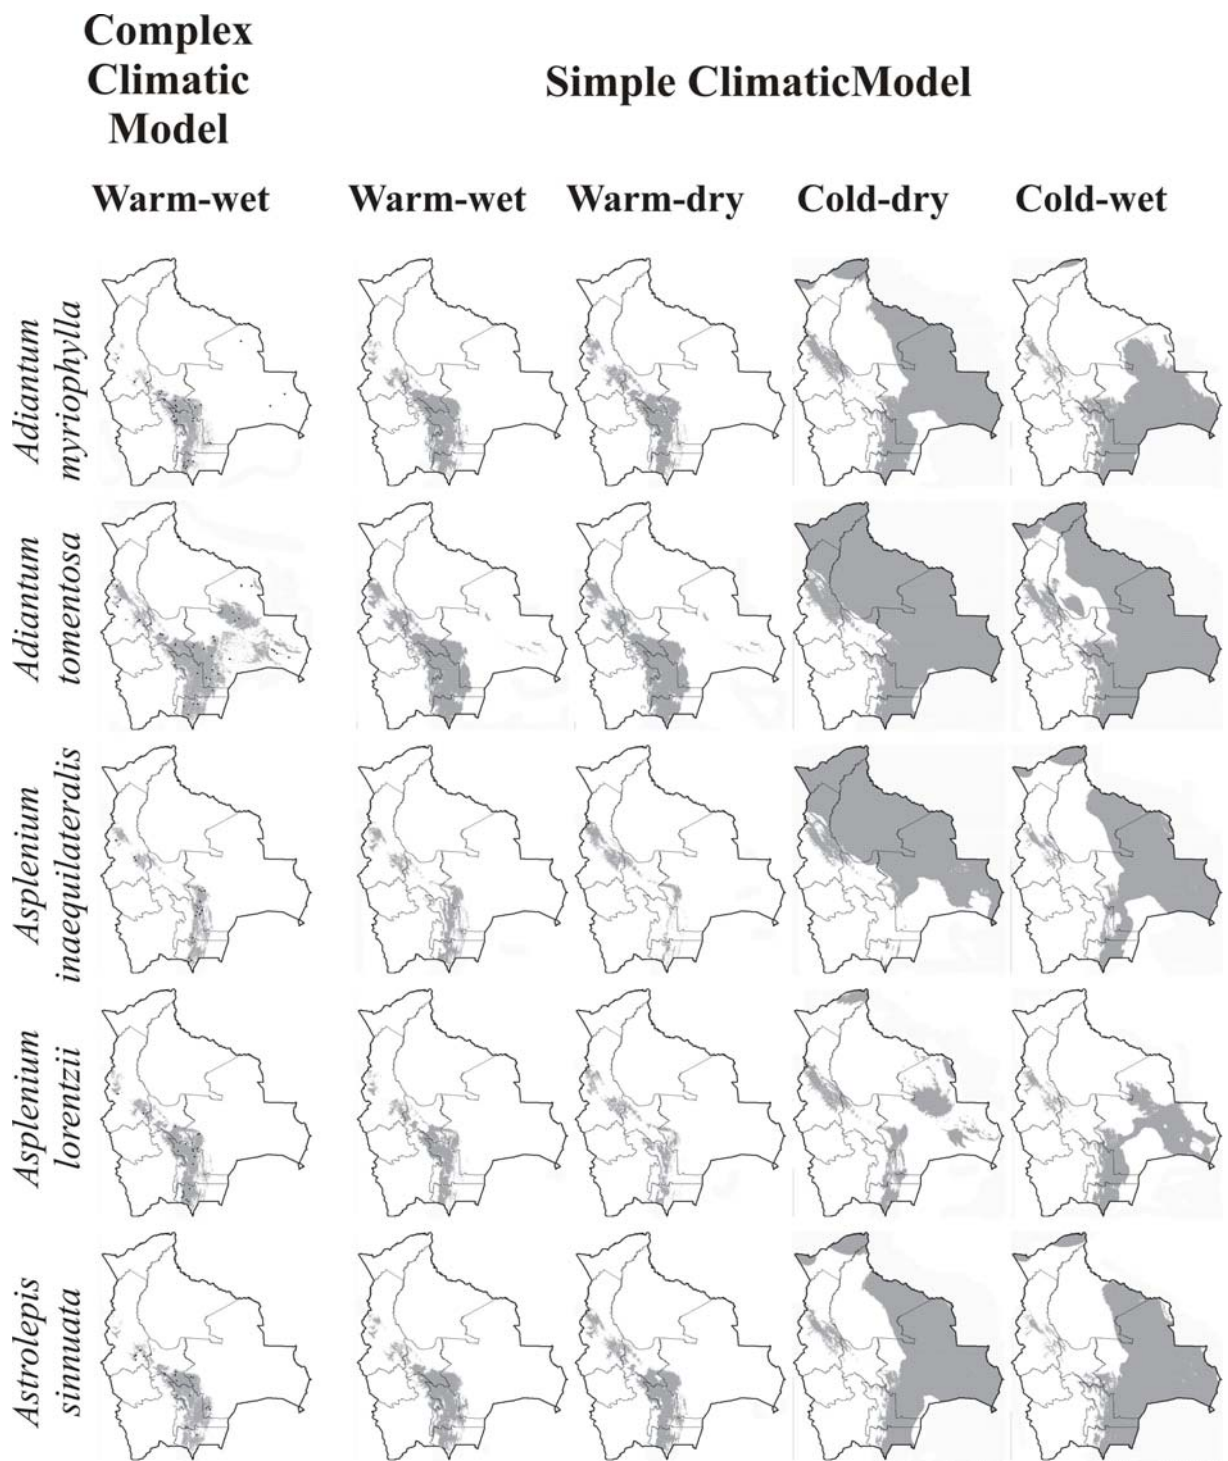 Complex
Climatic
Model
Simple ClimaticModel
Warm-wet
Warm-wet
Warm-dry
Cold-dry
Cold-wet
Adiantum
myriophylla
Adiantum
tomentosa
Asplenium
inaequilateralis
Asplenium
lorentzii
Astrolepis
sinnuata